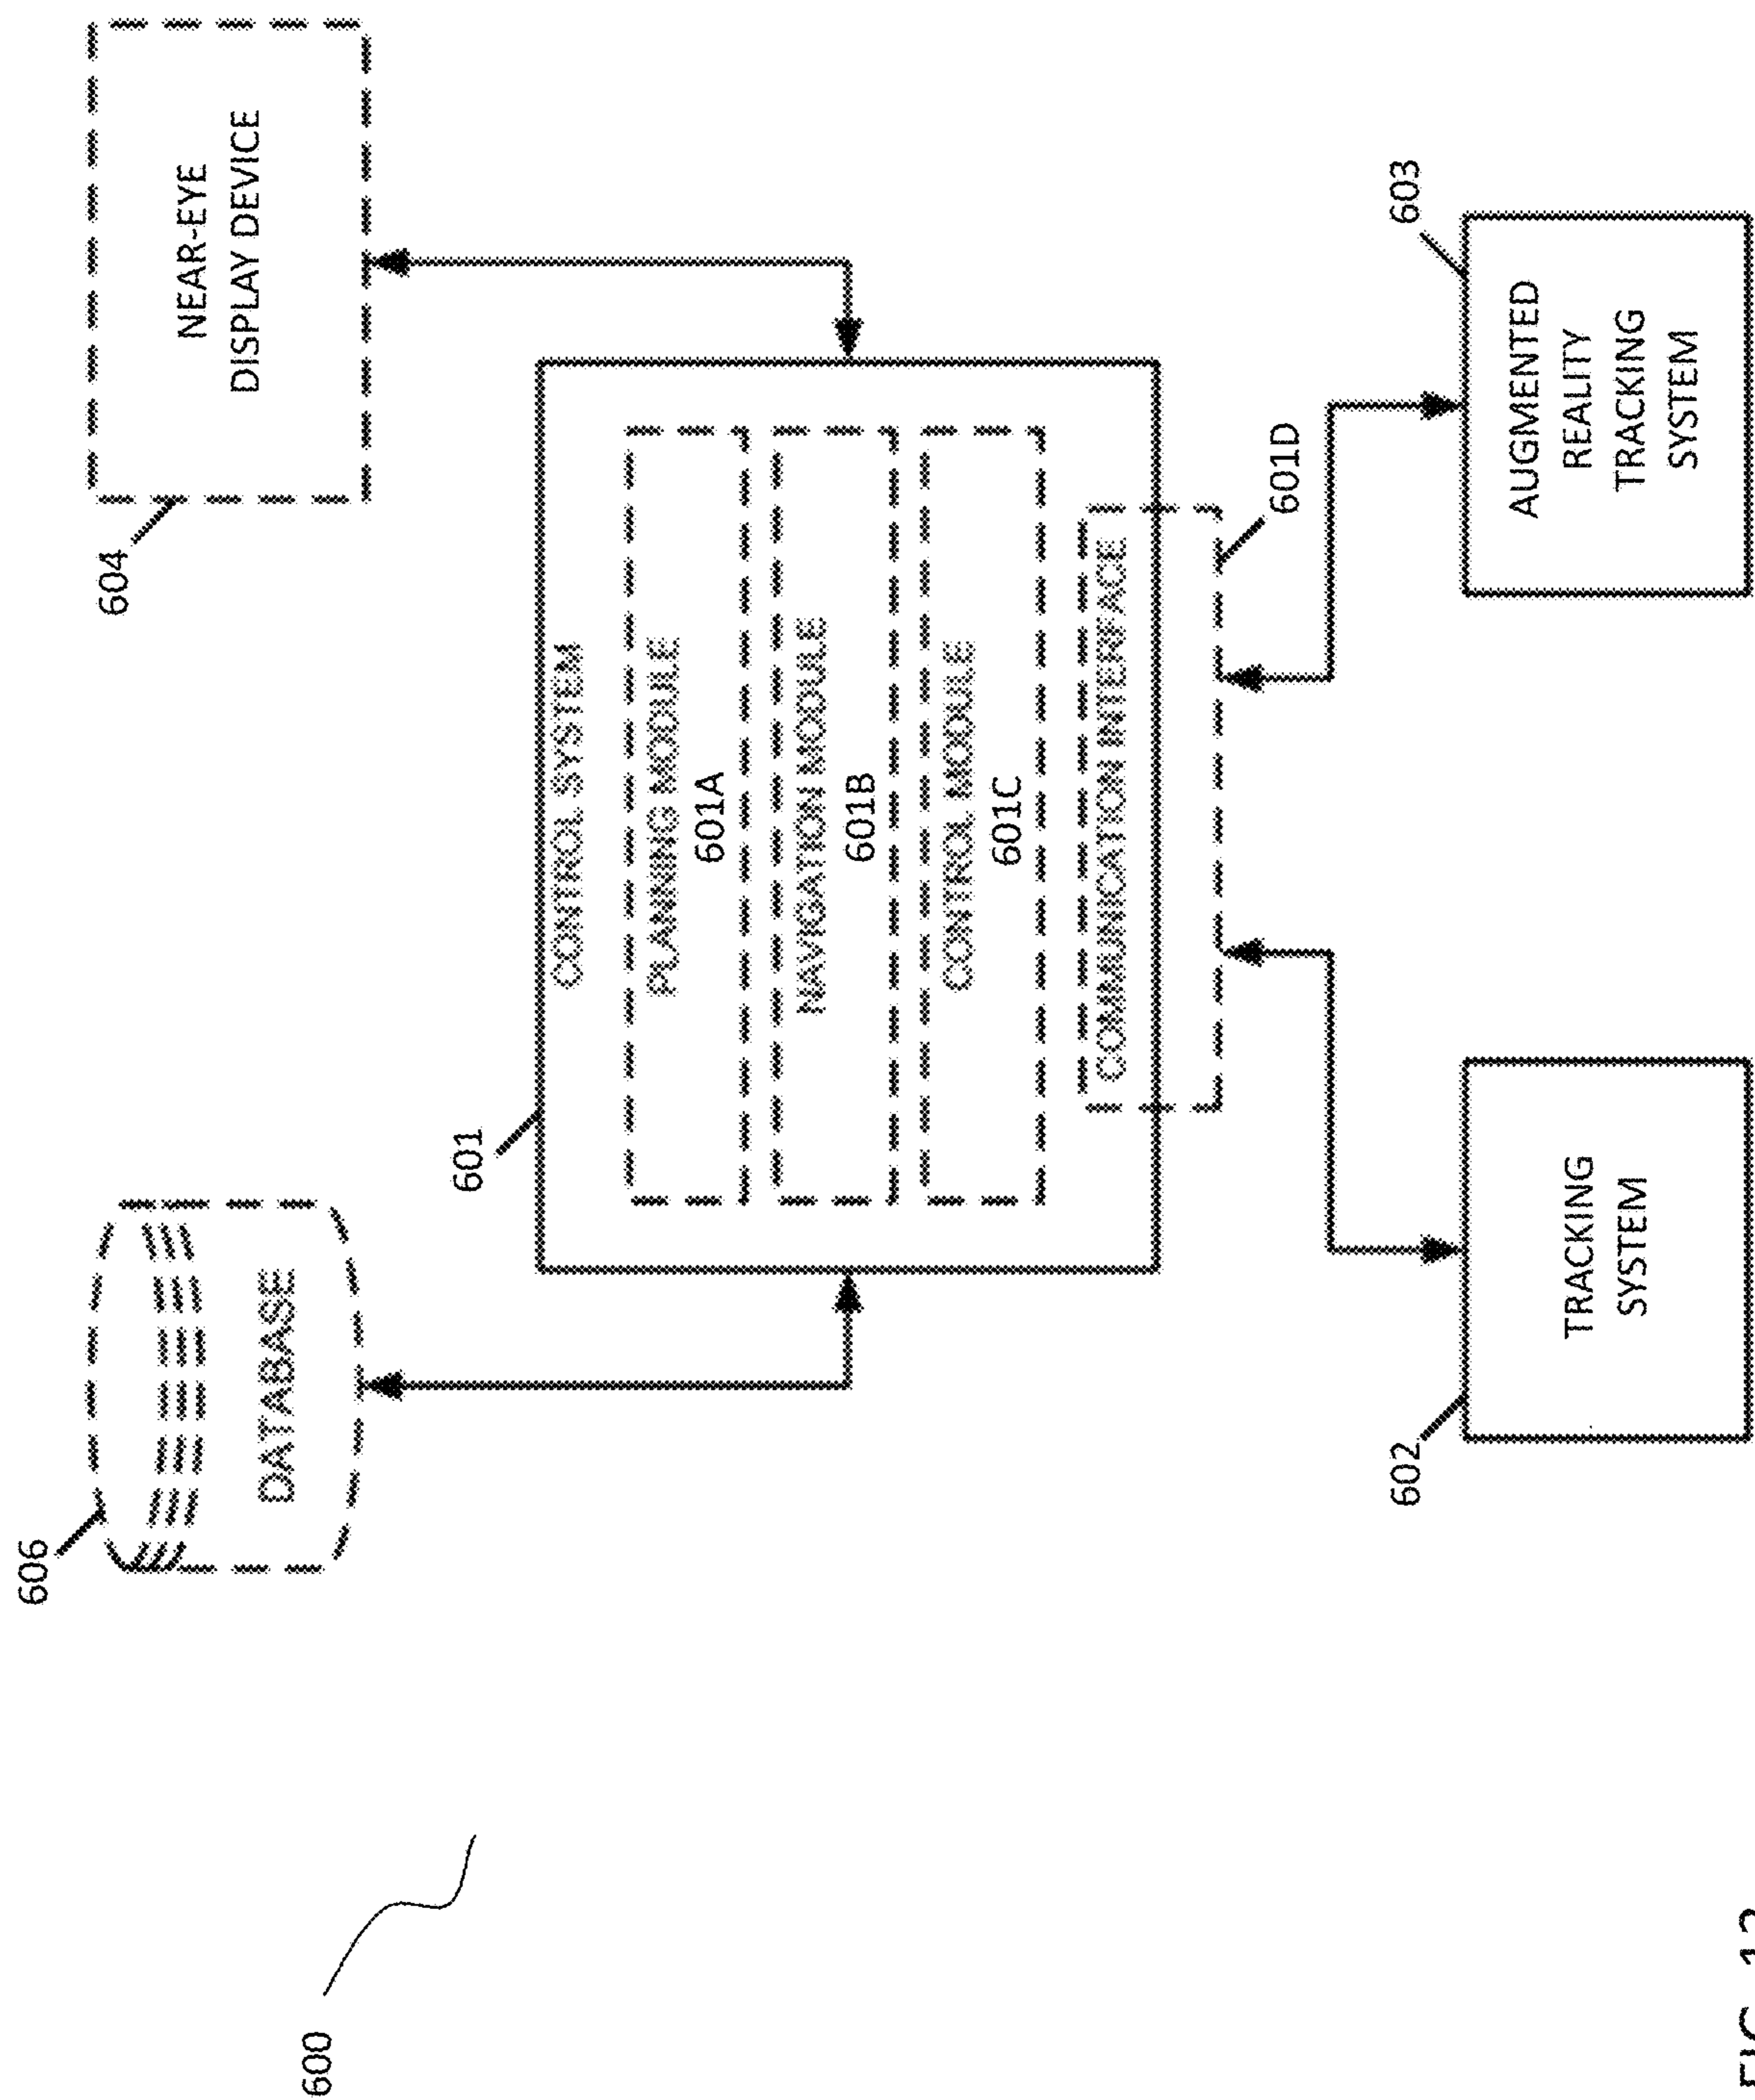 600
606
DATABASE
604
NEAR-EYE
DISPLAY DEVICE
601
CONTROL SYSTEM
PLANNING MODULE
601A
NAVIGATION MODULE
601B
CONTROL MODULE
601C
COMMUNICATION INTERFACE
601D
602
TRACKING
SYSTEM
603
AUGMENTED
REALITY
TRACKING
SYSTEM
FIG.